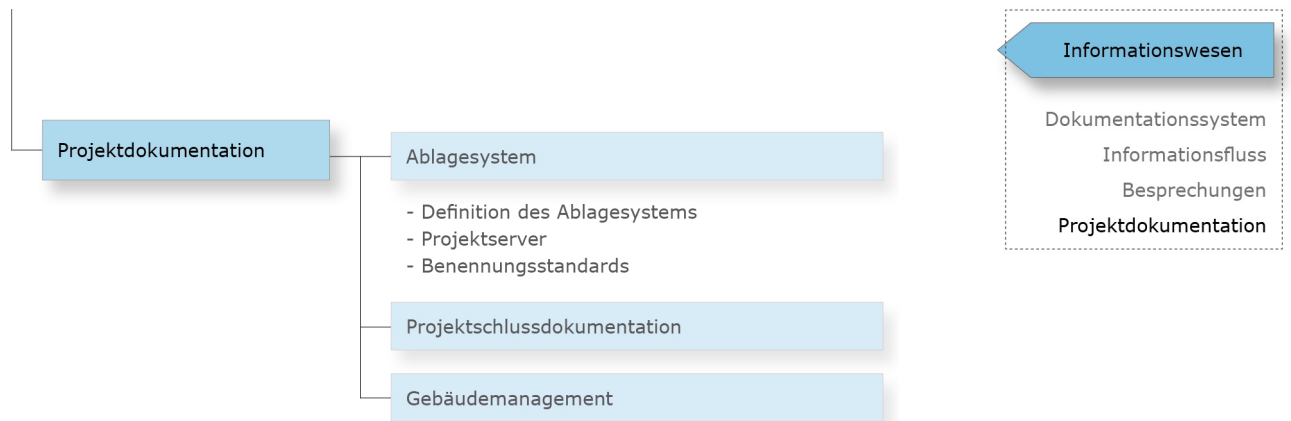 Projektdokumentation
Ablagesystem
- Definition des Ablagesystems
- Projektserver
- Benennungsstandards
Projektschlussdokumentation
Gebäudemanagement
Informationswesen
Dokumentationssystem
Informationsfluss
Besprechungen
Projektdokumentation